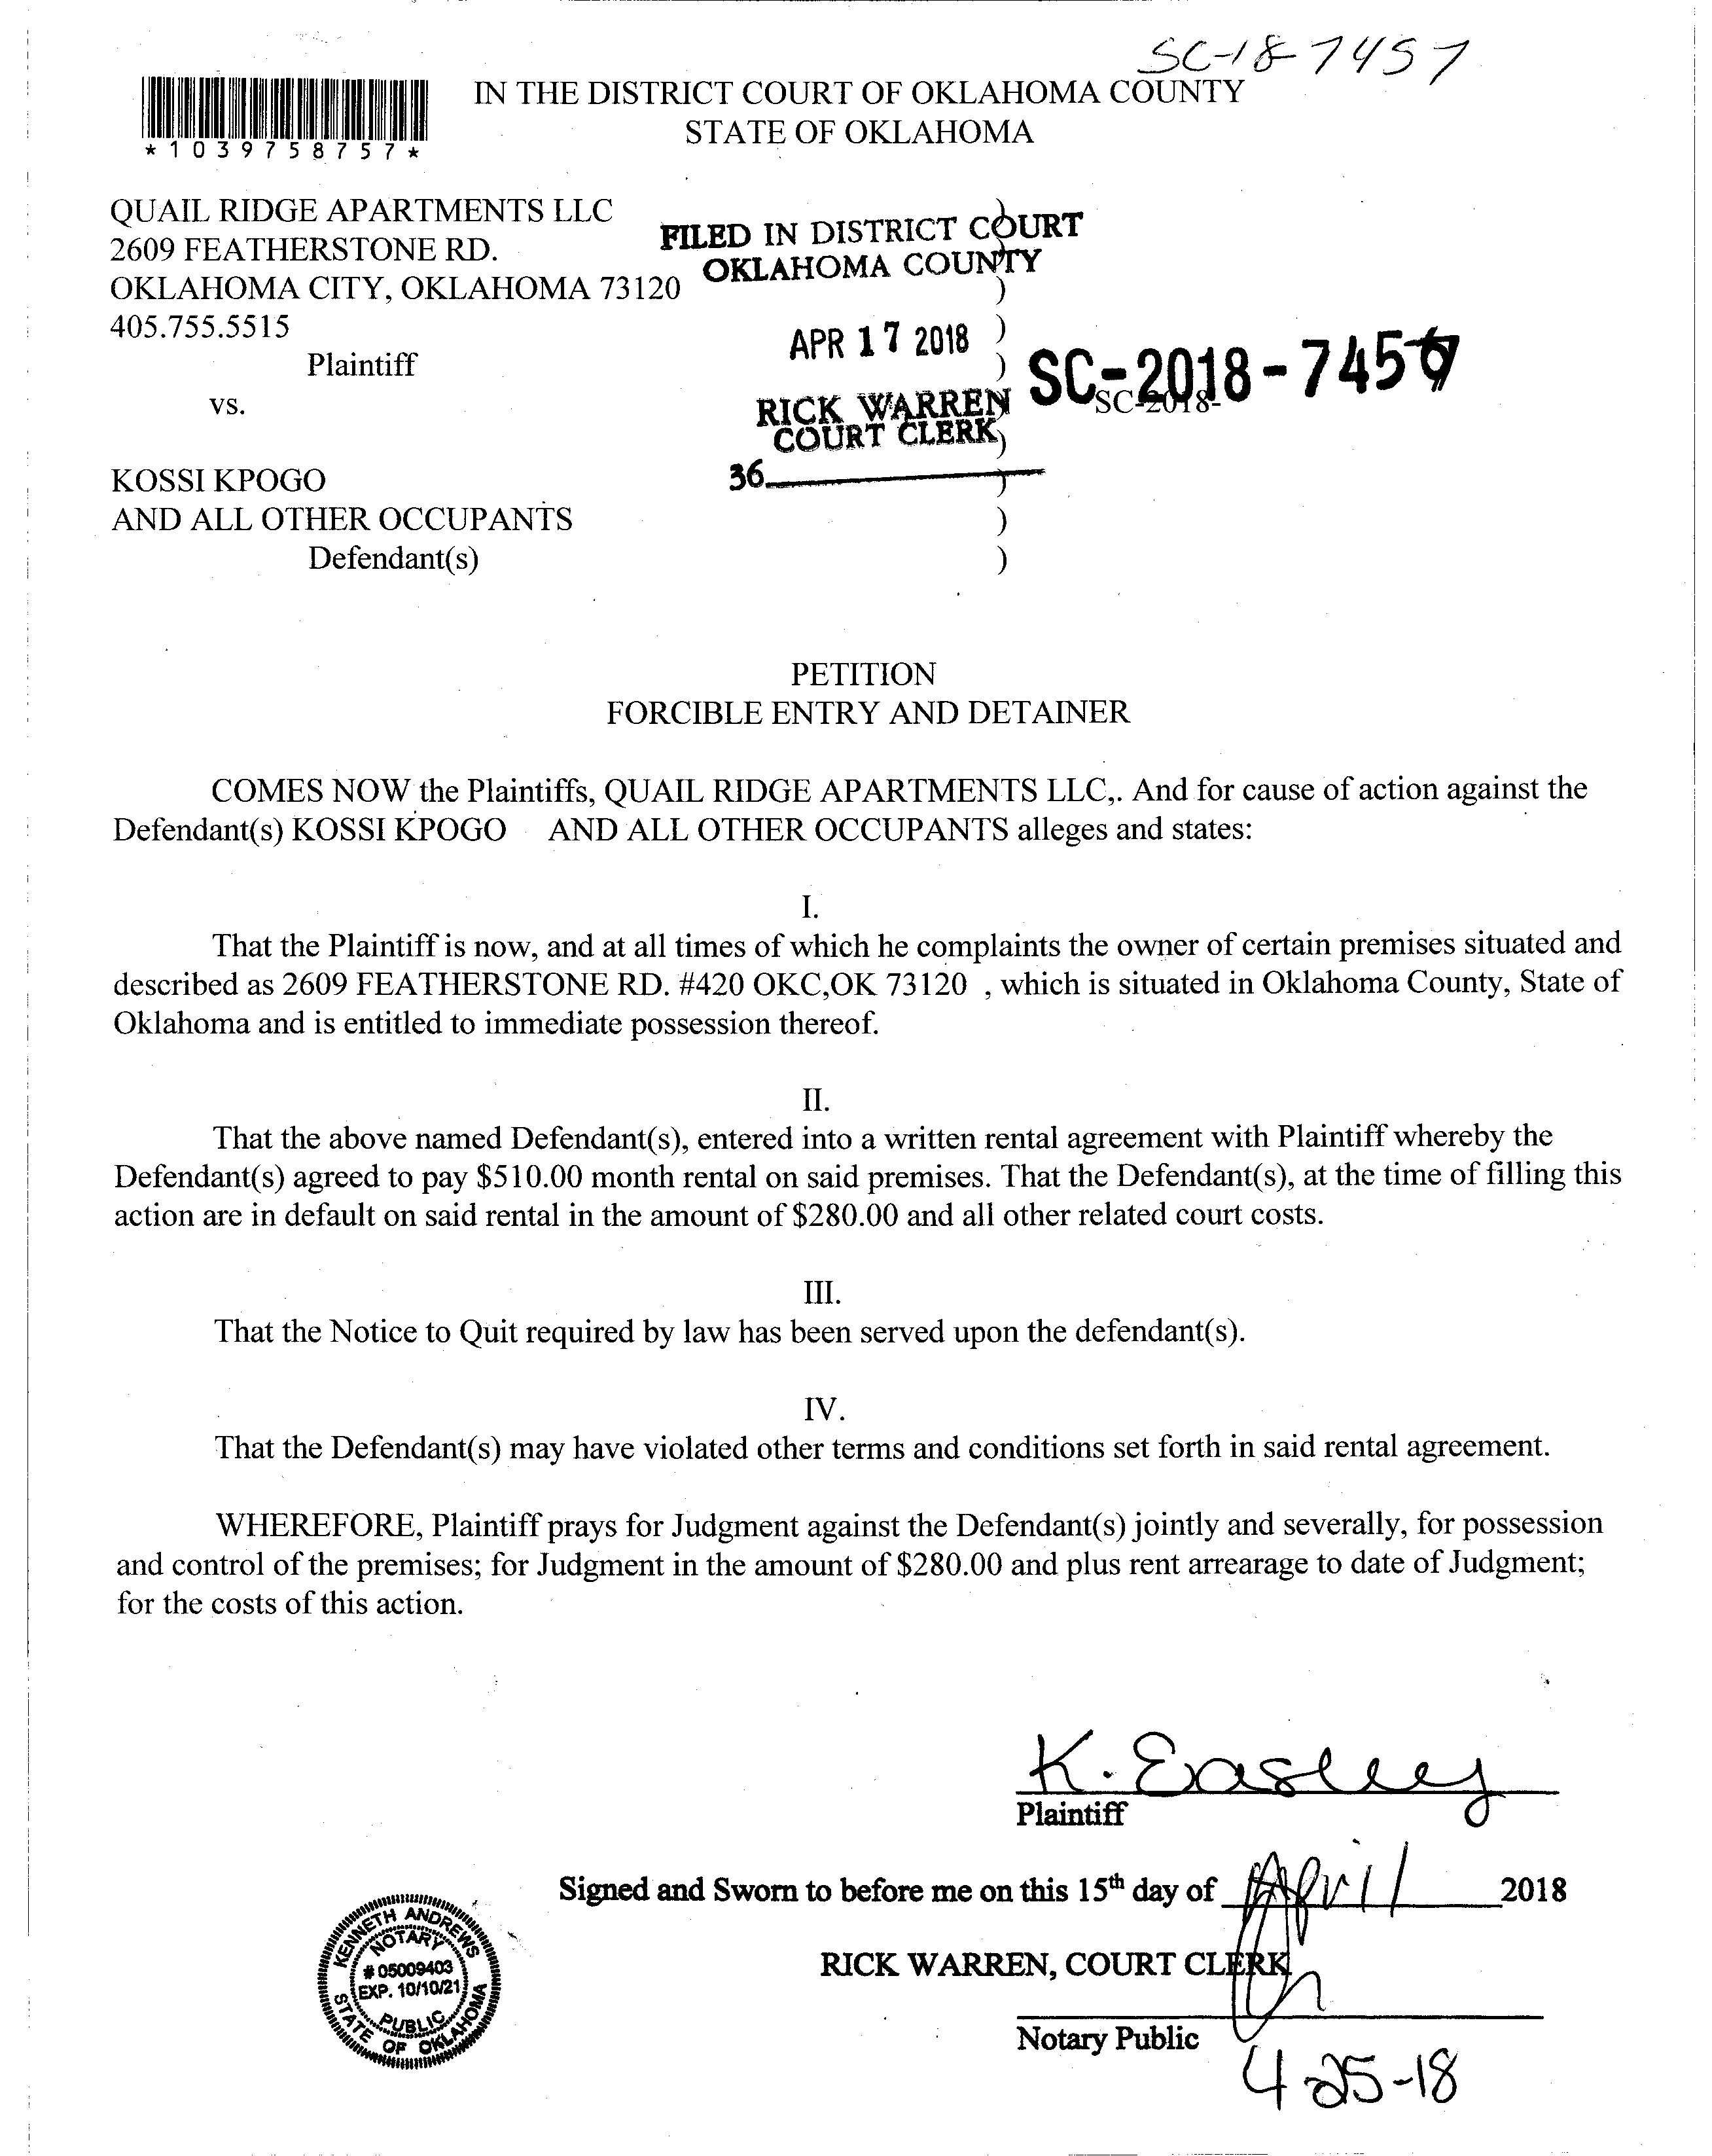 SC-18-7457
IN THE DISTRICT COURT OF OKLAHOMA COUNTY
STATE OF OKLAHOMA
*1039758757*
QUAIL RIDGE APARTMENTS LLC
2609 FEATHERSTONE RD.
OKLAHOMA CITY, OKLAHOMA 73120
405.755.5515
Plaintiff
vs.
KOSSI KPOGO
AND ALL OTHER OCCUPANTS
Defendant(s)
)
)
)
)
)
)
)
)
)
)
FILED IN DISTRICT COURT
OKLAHOMA COUNTY
APR 17 2018
RICK WARREN
COURT CLERK
36
SC-2018-7457
SC-2018-
PETITION
FORCIBLE ENTRY AND DETAINER
COMES NOW the Plaintiffs, QUAIL RIDGE APARTMENTS LLC,. And for cause of action against the
Defendant(s) KOSSI KPOGO AND ALL OTHER OCCUPANTS alleges and states:
I.
That the Plaintiff is now, and at all times of which he complaints the owner of certain premises situated and
described as 2609 FEATHERSTONE RD. #420 OKC,OK 73120 , which is situated in Oklahoma County, State of
Oklahoma and is entitled to immediate possession thereof.
II.
That the above named Defendant(s), entered into a written rental agreement with Plaintiff whereby the
Defendant(s) agreed to pay $510.00 month rental on said premises. That the Defendant(s), at the time of filling this
action are in default on said rental in the amount of $280.00 and all other related court costs.
III.
That the Notice to Quit required by law has been served upon the defendant(s).
IV.
That the Defendant(s) may have violated other terms and conditions set forth in said rental agreement.
WHEREFORE, Plaintiff prays for Judgment against the Defendant(s) jointly and severally, for possession
and control of the premises; for Judgment in the amount of $280.00 and plus rent arrearage to date of Judgment;
for the costs of this action.
K. Easley
Plaintiff
Signed and Sworn to before me on this 15th day of April 2018
RICK WARREN, COURT CLERK
Notary Public
4-25-18
KENNETH ANDREWS
NOTARY
# 05009403
EXP. 10/10/21
PUBLIC
STATE OF OKLAHOMA